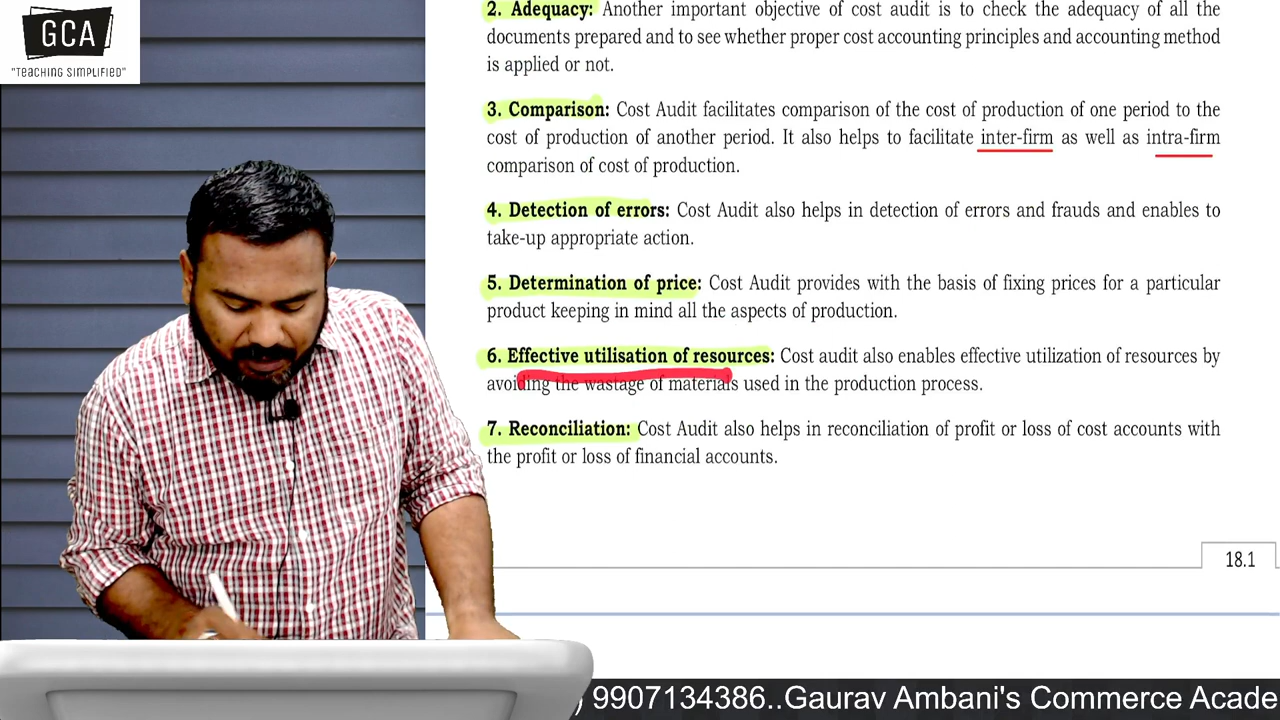 GCA
"Teaching Simplified"
2. Adequacy: Another important objective of cost audit is to check the adequacy of all the
documents prepared and to see whether proper cost accounting principles and accounting method
is applied or not.
3. Comparison: Cost Audit facilitates comparison of the cost of production of one period to the
cost of production of another period. It also helps to facilitate inter-firm as well as intra-firm
comparison of cost of production.
4. Detection of errors: Cost Audit also helps in detection of errors and frauds and enables to
take-up appropriate action.
5. Determination of price: Cost Audit provides with the basis of fixing prices for a particular
product keeping in mind all the aspects of production.
6. Effective utilisation of resources: Cost audit also enables effective utilization of resources by
avoiding the wastage of materials used in the production process.
7. Reconciliation: Cost Audit also helps in reconciliation of profit or loss of cost accounts with
the profit or loss of financial accounts.
18.1
) 9907134386..Gaurav Ambani's Commerce Acade